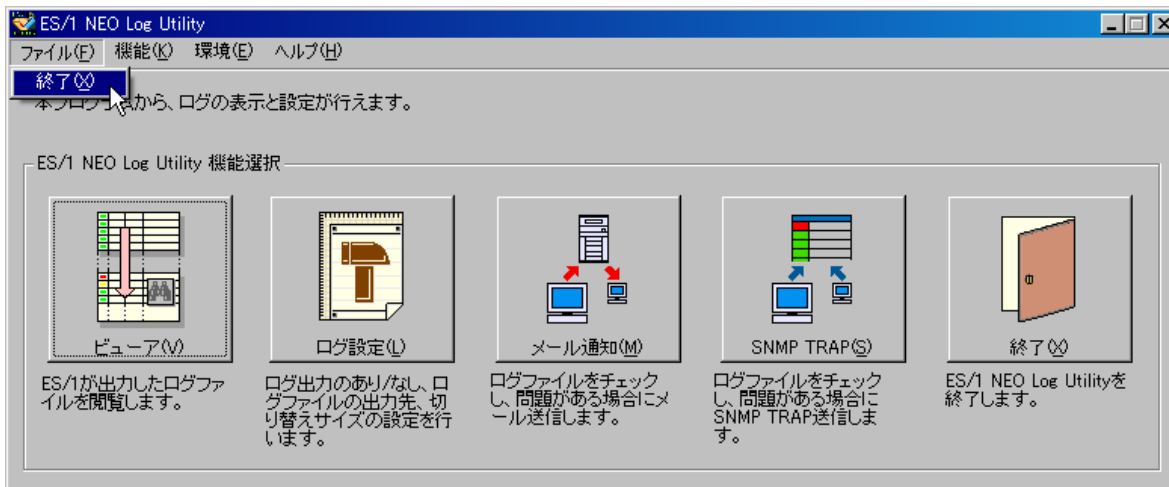 ES/1 NEO Log Utility
ファイル(F) 機能(K) 環境(E) ヘルプ(H)
終了(X)
本プログラムから、ログの表示と設定が行えます。
ES/1 NEO Log Utility 機能選択
ビューア(V)
ES/1が出力したログファ
イルを閲覧します。
ログ設定(L)
ログ出力のあり/なし、ロ
グファイルの出力先、切
り替えサイズの設定を行
います。
メール通知(M)
ログファイルをチェック
し、問題がある場合にメ
ール送信します。
SNMP TRAP(S)
ログファイルをチェック
し、問題がある場合に
SNMP TRAP送信しま
す。
終了(X)
ES/1 NEO Log Utilityを
終了します。